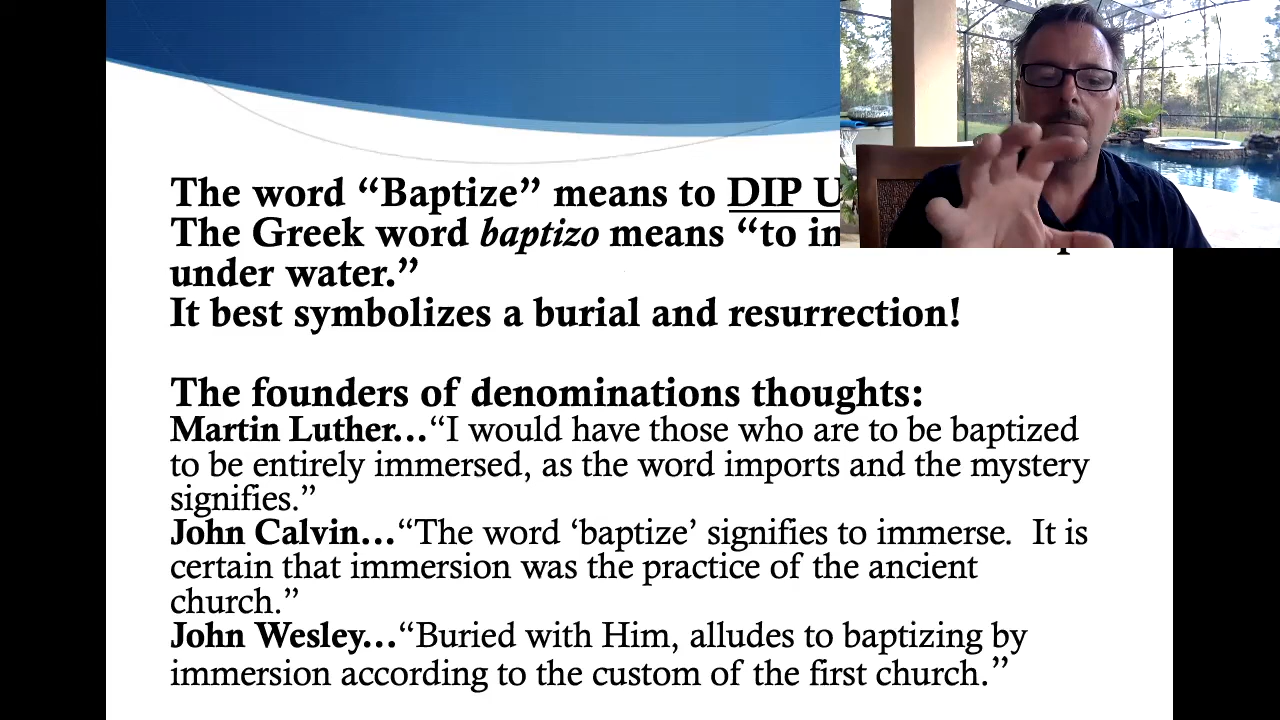 The word “Baptize” means to DIP U
The Greek word baptizo means “to in
under water.”
It best symbolizes a burial and resurrection!
The founders of denominations thoughts:
Martin Luther…“I would have those who are to be baptized
to be entirely immersed, as the word imports and the mystery
signifies.”
John Calvin…“The word ‘baptize’ signifies to immerse.  It is
certain that immersion was the practice of the ancient
church.”
John Wesley…“Buried with Him, alludes to baptizing by
immersion according to the custom of the first church.”